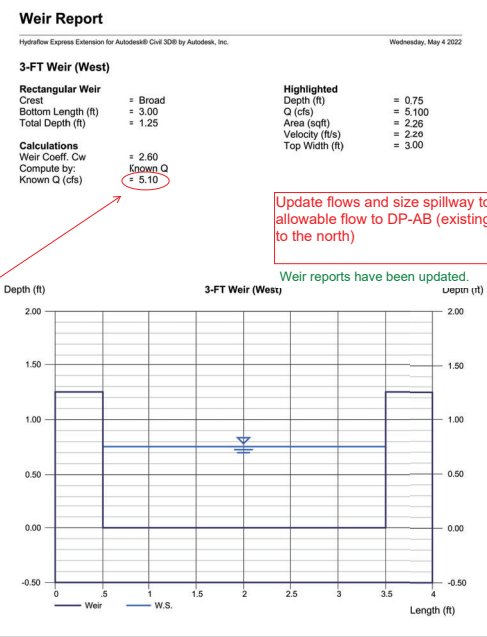 Weir Report
Hydraflow Express Extension for Autodesk® Civil 3D® by Autodesk, Inc.
Wednesday, May 4 2022
3-FT Weir (West)
Rectangular Weir
Crest = Broad
Bottom Length (ft) = 3.00
Total Depth (ft) = 1.25
Calculations
Weir Coeff. Cw = 2.60
Compute by: Known Q
Known Q (cfs) = 5.10
Highlighted
Depth (ft) = 0.75
Q (cfs) = 5.100
Area (sqft) = 2.26
Velocity (ft/s) = 2.26
Top Width (ft) = 3.00
Update flows and size spillway to
allowable flow to DP-AB (existing
to the north)
Weir reports have been updated.
Depth (ft)
3-FT Weir (West)
Depth (ft)
2.00 2.00
1.50 1.50
1.00 1.00
0.50 0.50
0.00 0.00
-0.50 -0.50
0 .5 1 1.5 2 2.5 3 3.5 4
Weir W.S.
Length (ft)